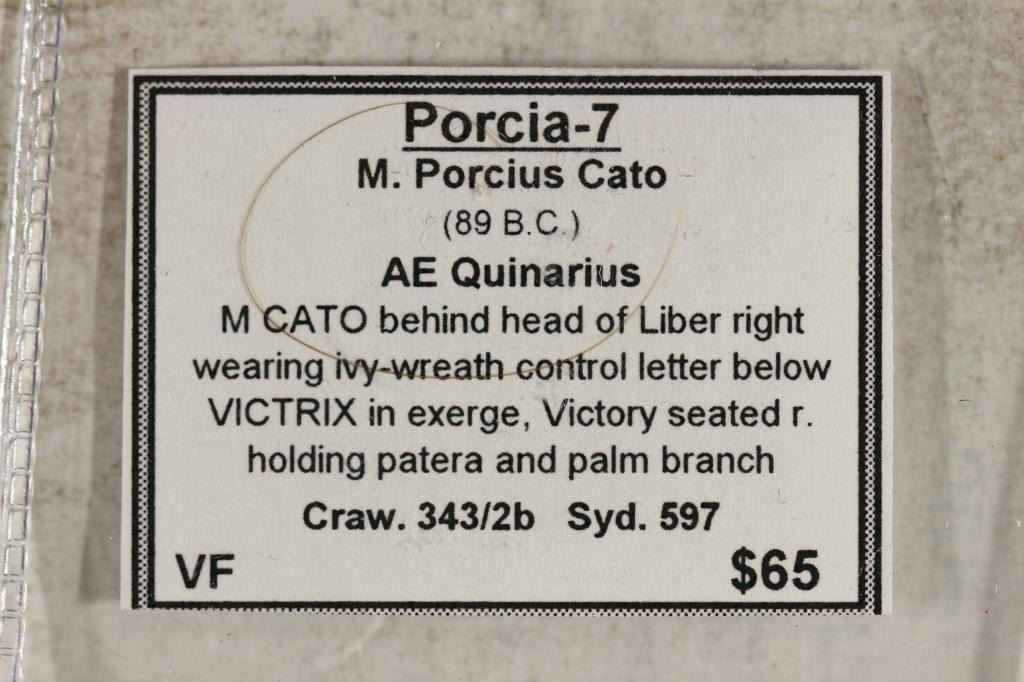 Porcia-7
M. Porcius Cato
(89 B.C.)
AE Quinarius
M CATO behind head of Liber right
wearing ivy-wreath control letter below
VICTRIX in exerge, Victory seated r.
holding patera and palm branch
Craw. 343/2b Syd. 597
VF $65